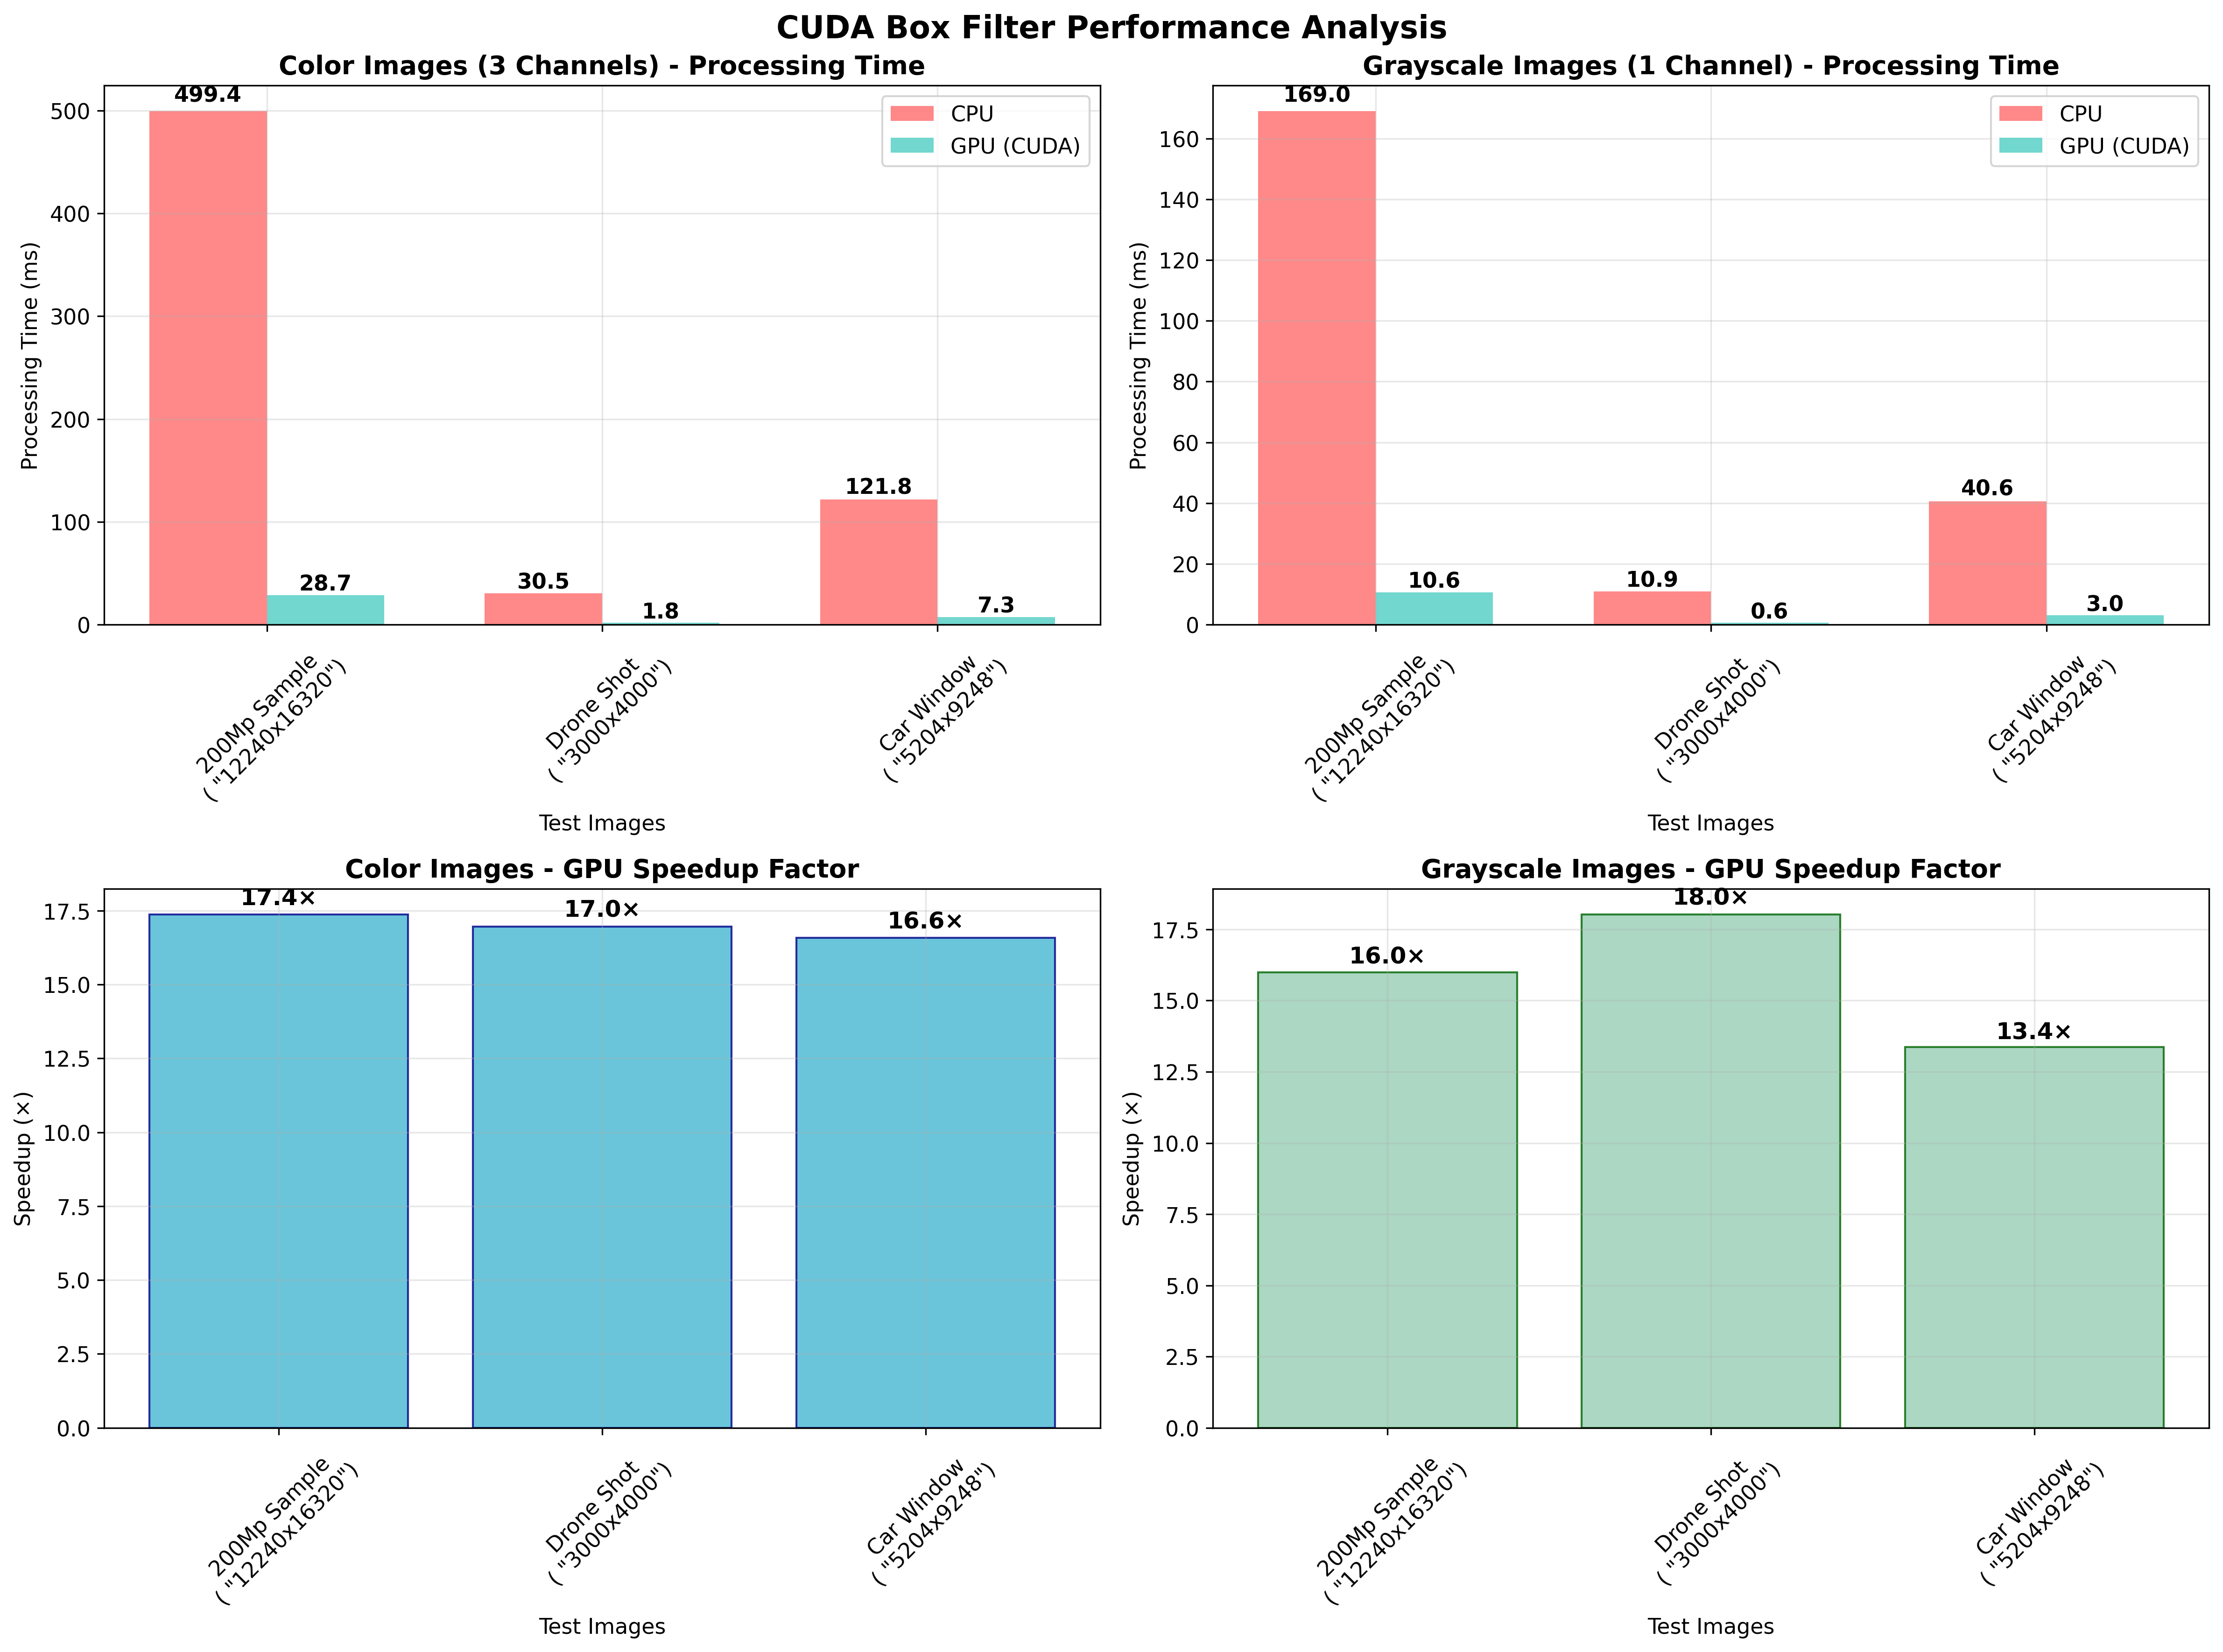 CUDA Box Filter Performance Analysis
Color Images (3 Channels) - Processing Time
499.4
500
400
300
200
100
0
Processing Time (ms)
CPU
GPU (CUDA)
28.7
30.5
1.8
121.8
7.3
200Mp Sample
( "12240x16320")
Drone Shot
( "3000x4000")
Car Window
( "5204x9248")
Test Images
Grayscale Images (1 Channel) - Processing Time
169.0
160
140
120
100
80
60
40
20
0
Processing Time (ms)
CPU
GPU (CUDA)
10.6
10.9
0.6
40.6
3.0
200Mp Sample
( "12240x16320")
Drone Shot
( "3000x4000")
Car Window
( "5204x9248")
Test Images
Color Images - GPU Speedup Factor
17.4×
17.0×
16.6×
17.5
15.0
12.5
10.0
7.5
5.0
2.5
0.0
Speedup (×)
200Mp Sample
( "12240x16320")
Drone Shot
( "3000x4000")
Car Window
( "5204x9248")
Test Images
Grayscale Images - GPU Speedup Factor
16.0×
18.0×
13.4×
17.5
15.0
12.5
10.0
7.5
5.0
2.5
0.0
Speedup (×)
200Mp Sample
( "12240x16320")
Drone Shot
( "3000x4000")
Car Window
( "5204x9248")
Test Images